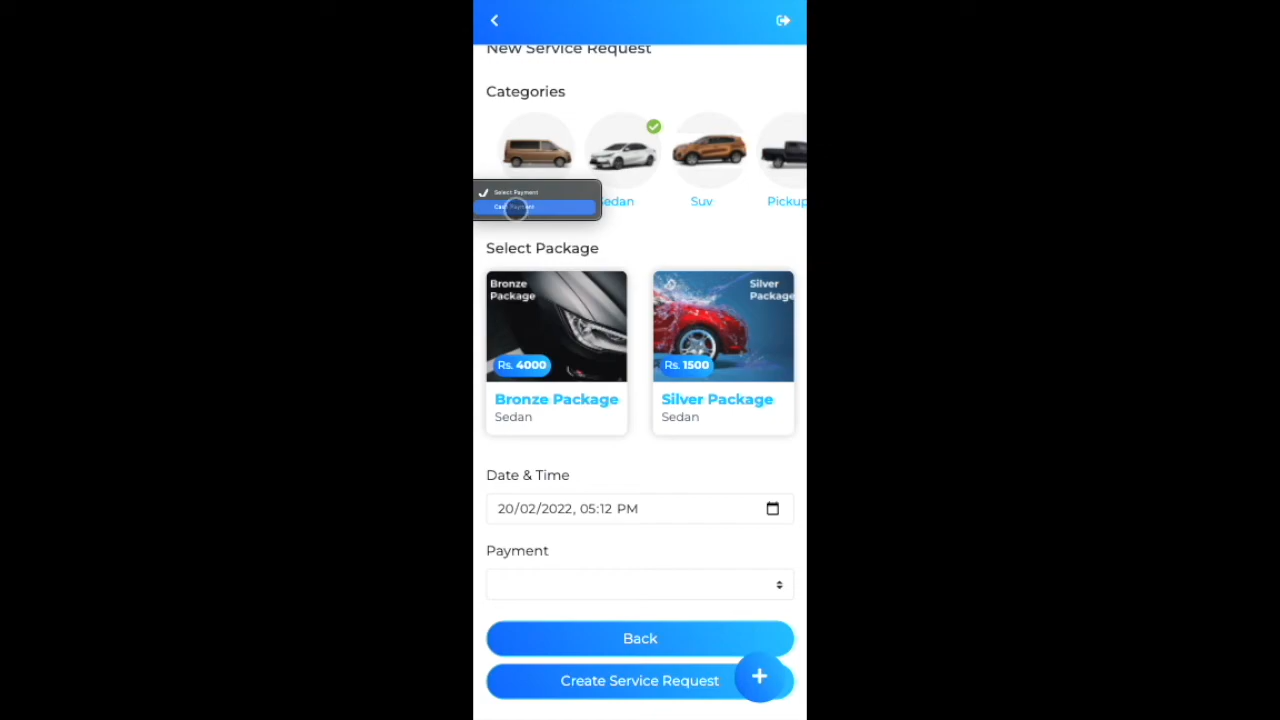 New Service Request
Categories
Select Payment
Cash Payment
Sedan
Suv
Pickup
Select Package
Bronze
Package
Rs. 4000
Bronze Package
Sedan
Silver
Package
Rs. 1500
Silver Package
Sedan
Date & Time
20/02/2022, 05:12 PM
Payment
Back
Create Service Request
+